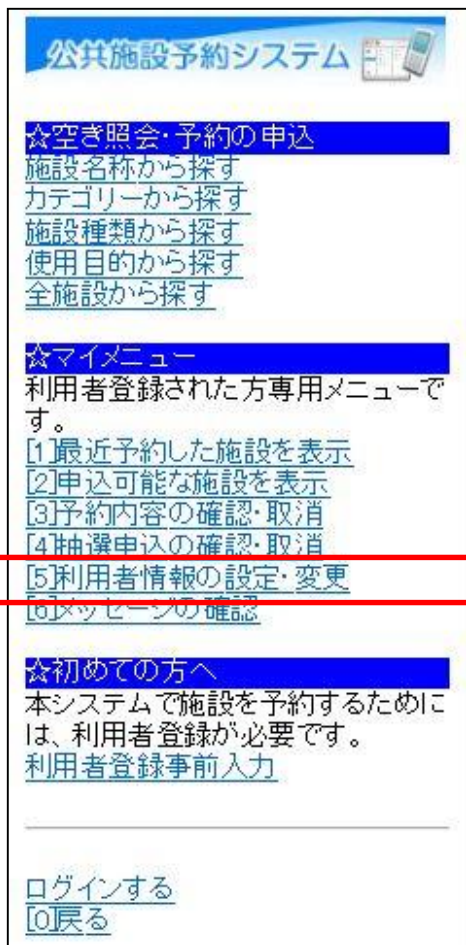 公共施設予約システム
☆空き照会・予約の申込
施設名称から探す
カテゴリーから探す
施設種類から探す
使用目的から探す
全施設から探す
☆マイメニュー
利用者登録された方専用メニューで
す。
[1]最近予約した施設を表示
[2]申込可能な施設を表示
[3]予約内容の確認・取消
[4]抽選申込の確認・取消
[5]利用者情報の設定・変更
[6]メッセージの確認
☆初めての方へ
本システムで施設を予約するために
は、利用者登録が必要です。
利用者登録事前入力
ログインする
[0]戻る